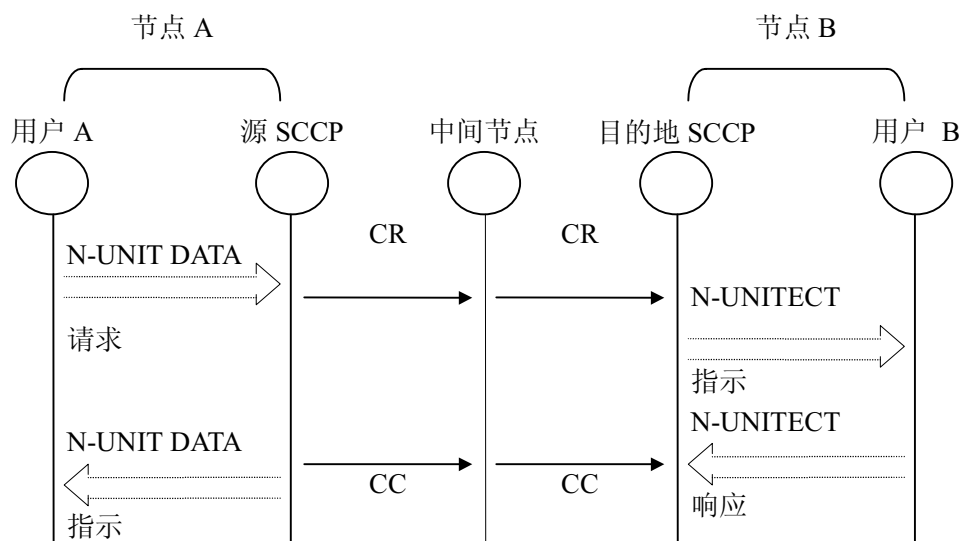 节点 A
节点 B
用户 A
源 SCCP
中间节点
目的地 SCCP
用户 B
CR
CR
N-UNIT DATA
N-UNITECT
请求
指示
N-UNIT DATA
N-UNITECT
CC
CC
指示
响应